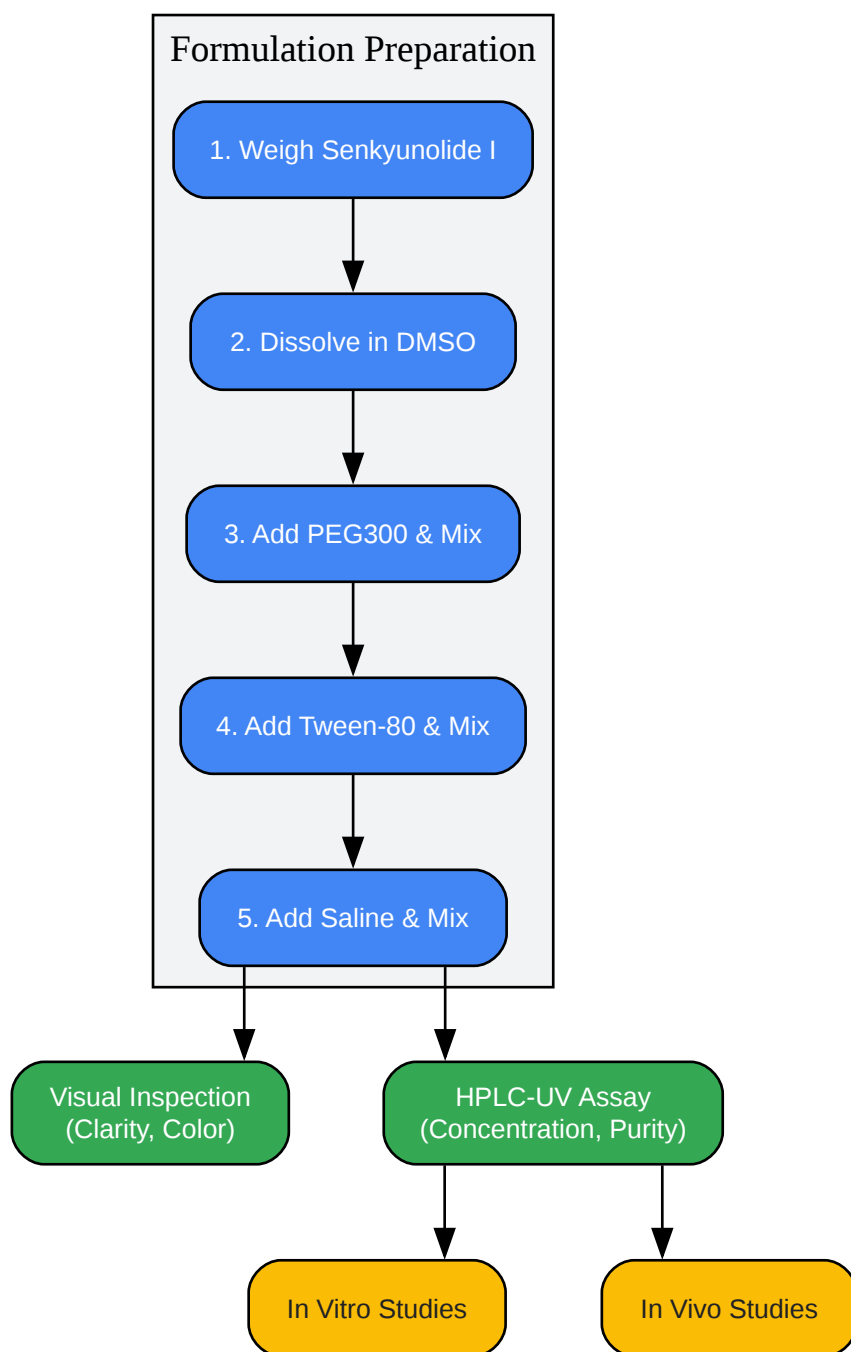 Formulation Preparation
1. Weigh Senkyunolide I
2. Dissolve in DMSO
3. Add PEG300 & Mix
4. Add Tween-80 & Mix
5. Add Saline & Mix
Visual Inspection
(Clarity, Color)
HPLC-UV Assay
(Concentration, Purity)
In Vitro Studies
In Vivo Studies